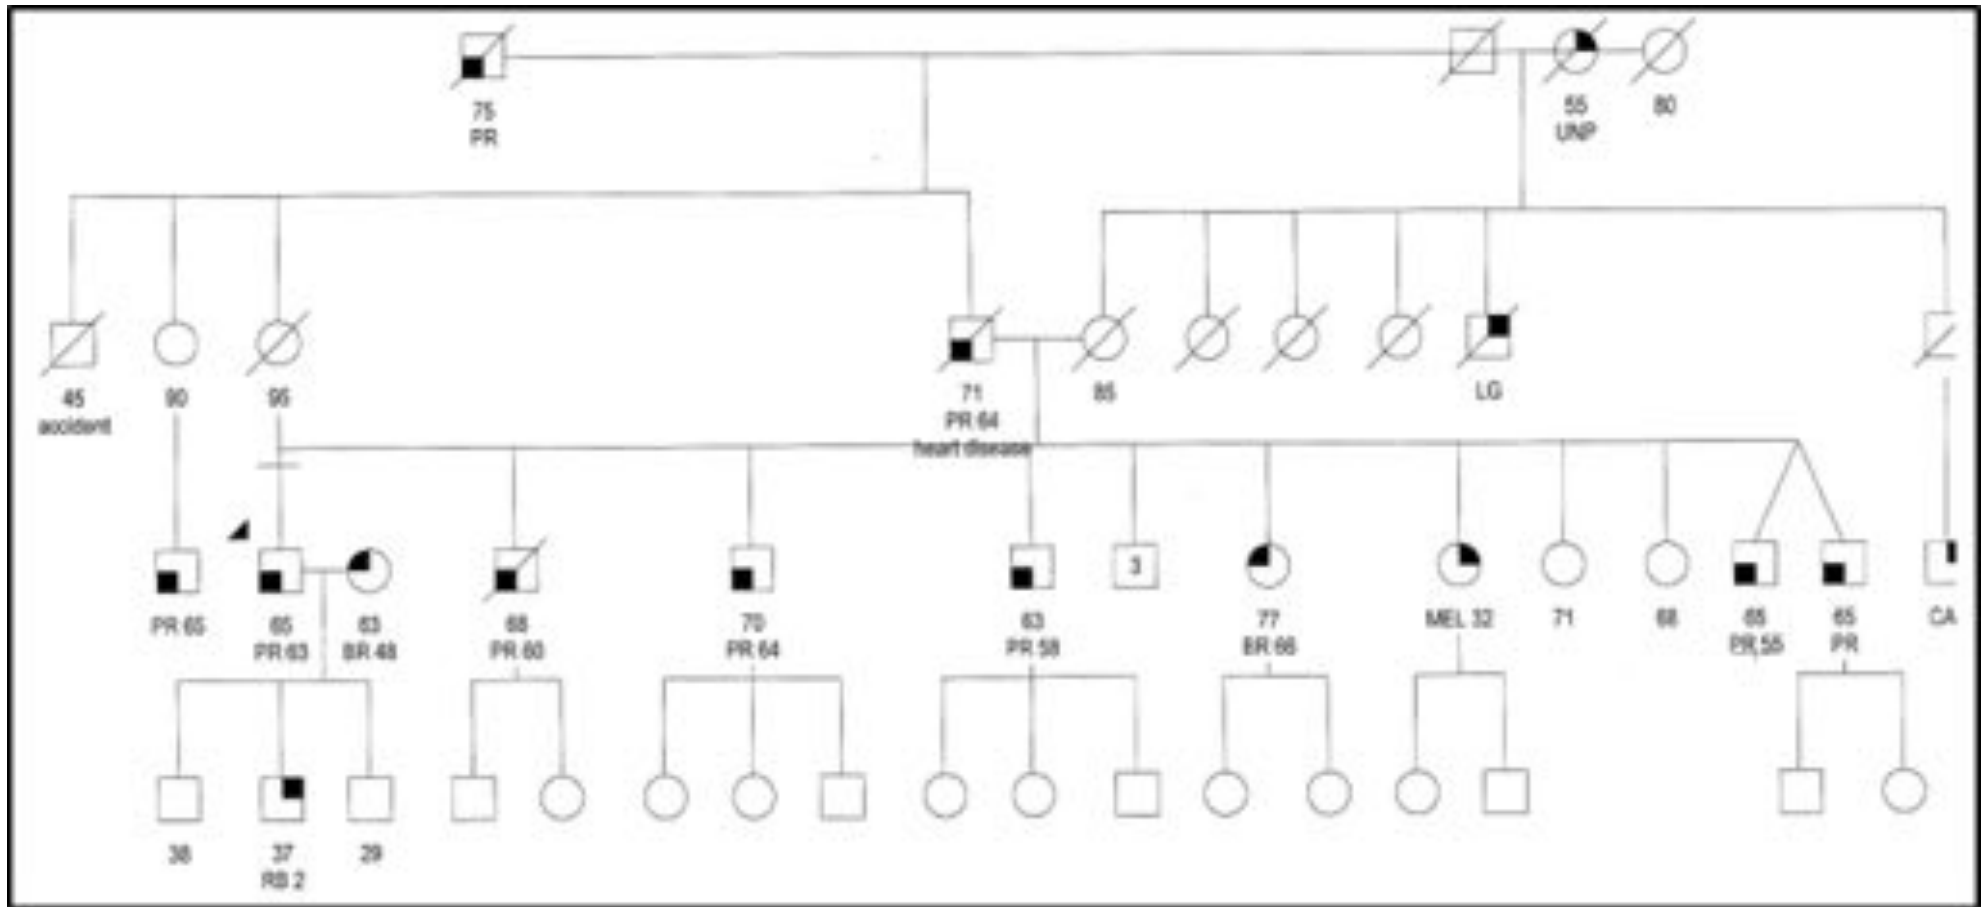 75
PR
55
UNP
80
45
accident
90
95
71
PR 64
heart disease
85
LG
PR 65
65
PR 63
63
BR 48
68
PR 60
70
PR 64
63
PR 58
3
77
BR 66
MEL 32
71
68
65
PR 55
65
PR
CA
38
37
RB 2
29